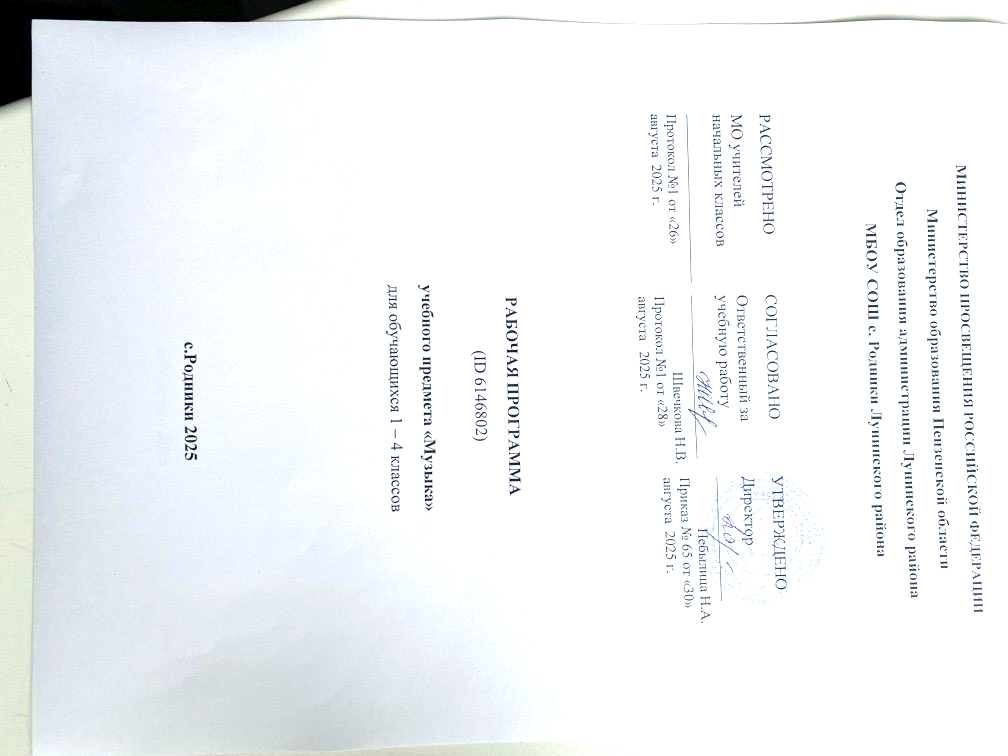 МИНИСТЕРСТВО ПРОСВЕЩЕНИЯ РОССИЙСКОЙ ФЕДЕРАЦИИ
Министерство образования Пензенской области
Отдел образования администрации Лунинского района
МБОУ СОШ с. Родники Лунинского района
РАССМОТРЕНО
МО учителей
начальных классов
Протокол №1 от «26»
августа 2025 г.
СОГЛАСОВАНО
Ответственный за
учебную работу
Швечкова Н.В.
Протокол №1 от «28»
августа 2025 г.
УТВЕРЖДЕНО
Директор
Небылица Н.А.
Приказ № 65 от «30»
августа 2025 г.
РАБОЧАЯ ПРОГРАММА
(ID 6146802)
учебного предмета «Музыка»
для обучающихся 1 – 4 классов
с.Родники 2025